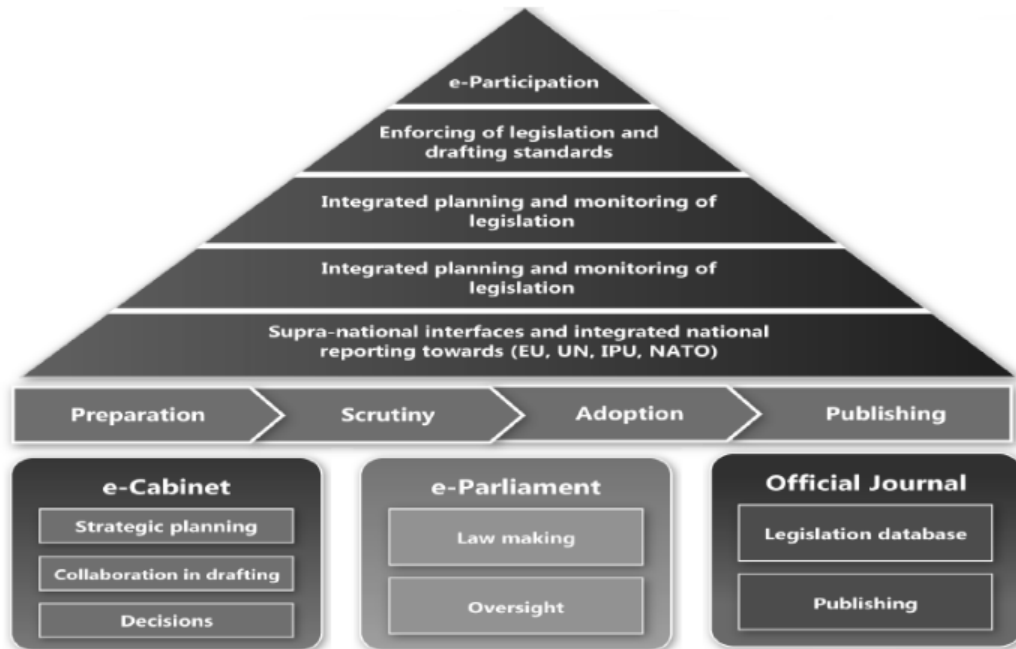 e-Participation
Enforcing of legislation and
drafting standards
Integrated planning and monitoring of
legislation
Integrated planning and monitoring of
legislation
Supra-national interfaces and integrated national
reporting towards (EU, UN, IPU, NATO)
Preparation
Scrutiny
Adoption
Publishing
e-Cabinet
Strategic planning
Collaboration in drafting
Decisions
e-Parliament
Law making
Oversight
Official Journal
Legislation database
Publishing